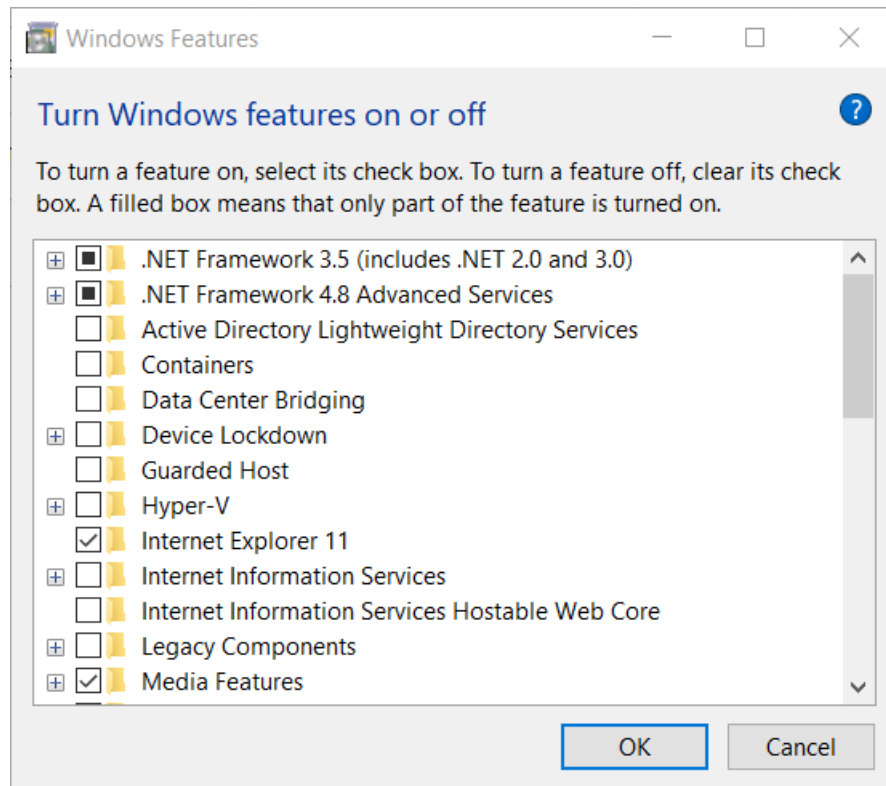 Windows Features
Turn Windows features on or off
?
To turn a feature on, select its check box. To turn a feature off, clear its check
box. A filled box means that only part of the feature is turned on.
.NET Framework 3.5 (includes .NET 2.0 and 3.0)
.NET Framework 4.8 Advanced Services
Active Directory Lightweight Directory Services
Containers
Data Center Bridging
Device Lockdown
Guarded Host
Hyper-V
Internet Explorer 11
Internet Information Services
Internet Information Services Hostable Web Core
Legacy Components
Media Features
OK
Cancel